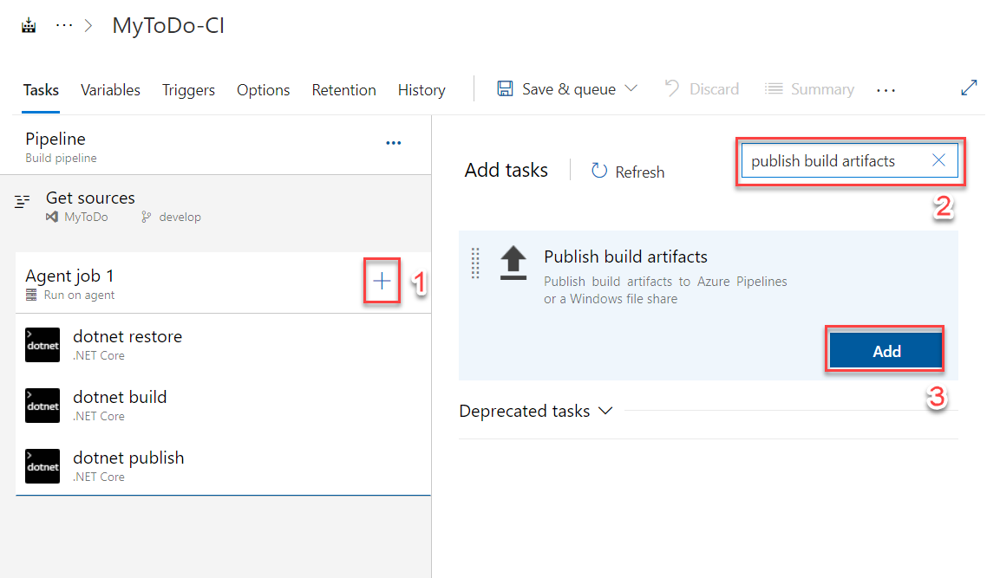 ··· > MyToDo-CI
Tasks Variables Triggers Options Retention History Save & queue Discard Summary ...
Pipeline
Build pipeline
Get sources
MyToDo develop
Agent job 1
Run on agent
1
dotnet
dotnet restore
.NET Core
dotnet
dotnet build
.NET Core
dotnet
dotnet publish
.NET Core
Add tasks Refresh publish build artifacts
2
Publish build artifacts
Publish build artifacts to Azure Pipelines
or a Windows file share
Add
3
Deprecated tasks